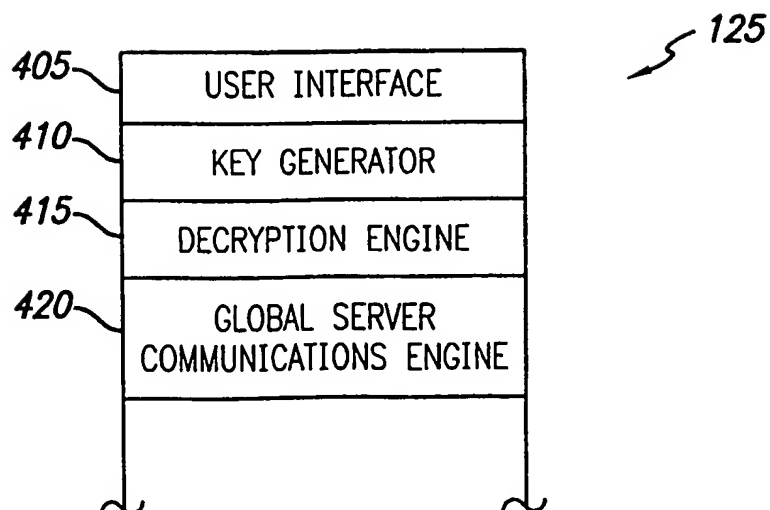 125
405
USER INTERFACE
410
KEY GENERATOR
415
DECRYPTION ENGINE
420
GLOBAL SERVER
COMMUNICATIONS ENGINE